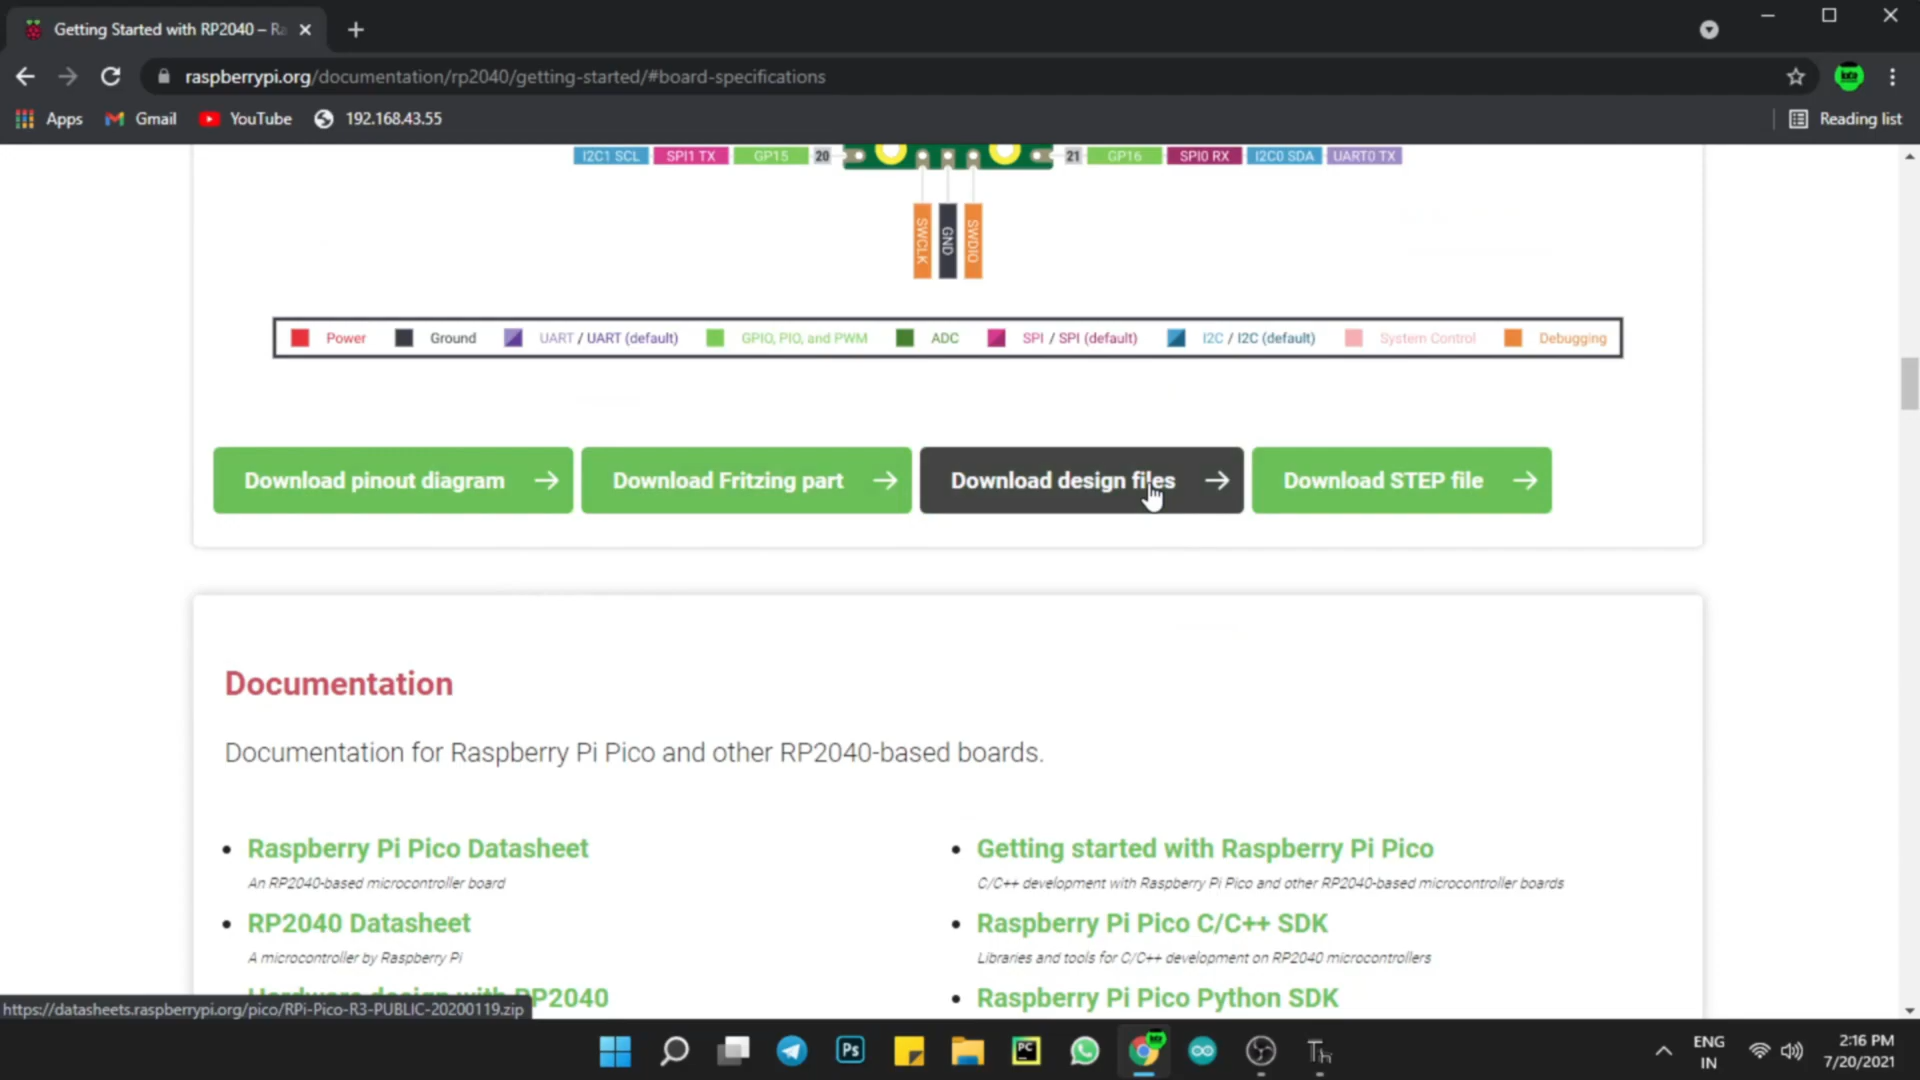 Getting Started with RP2040 – Ra
raspberrypi.org/documentation/rp2040/getting-started/#board-specifications
Apps
Gmail
YouTube
192.168.43.55
Reading list
I2C1 SCL
SPI1 TX
GP15
20
21
GP16
SPI0 RX
I2C0 SDA
UART0 TX
SWCLK
GND
SWDIO
Power
Ground
UART / UART (default)
GPIO, PIO, and PWM
ADC
SPI / SPI (default)
I2C / I2C (default)
System Control
Debugging
Download pinout diagram
Download Fritzing part
Download design files
Download STEP file
Documentation
Documentation for Raspberry Pi Pico and other RP2040-based boards.
Raspberry Pi Pico Datasheet
An RP2040-based microcontroller board
RP2040 Datasheet
A microcontroller by Raspberry Pi
Hardware design with RP2040
Getting started with Raspberry Pi Pico
C/C++ development with Raspberry Pi Pico and other RP2040-based microcontroller boards
Raspberry Pi Pico C/C++ SDK
Libraries and tools for C/C++ development on RP2040 microcontrollers
Raspberry Pi Pico Python SDK
https://datasheets.raspberrypi.org/pico/RPi-Pico-R3-PUBLIC-20200119.zip
Ps
PC
Th
ENG
IN
2:16 PM
7/20/2021